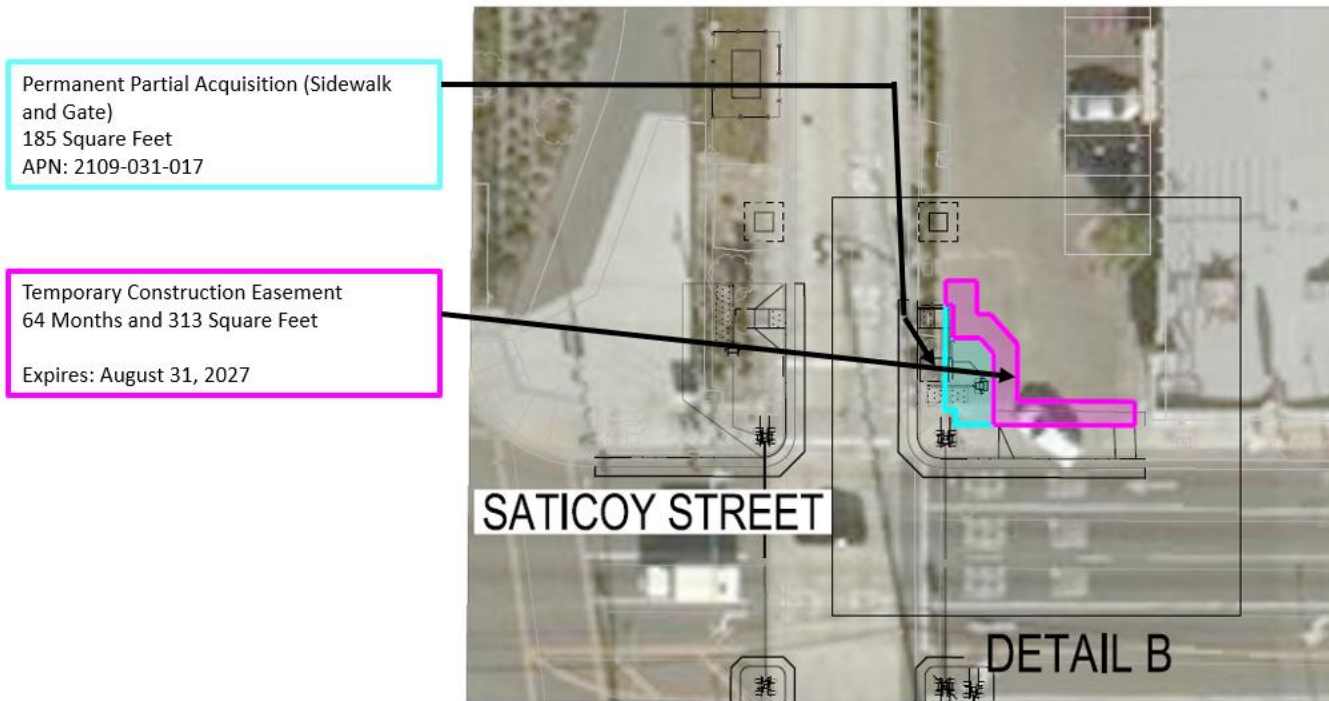 Permanent Partial Acquisition (Sidewalk
and Gate)
185 Square Feet
APN: 2109-031-017
Temporary Construction Easement
64 Months and 313 Square Feet
Expires: August 31, 2027
SATICOY STREET
DETAIL B